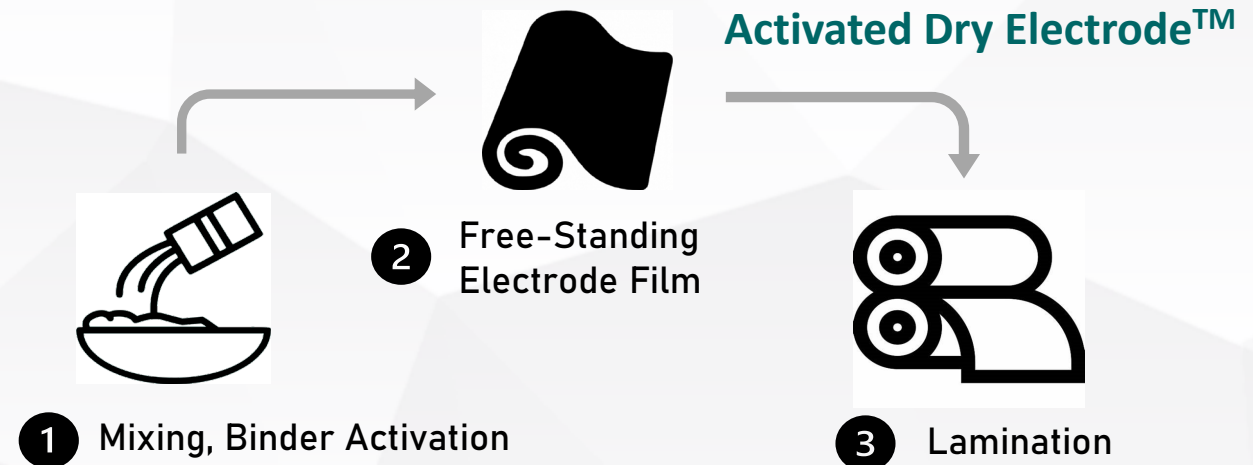 Activated Dry Electrode™
1 Mixing, Binder Activation
2 Free-Standing
Electrode Film
3 Lamination